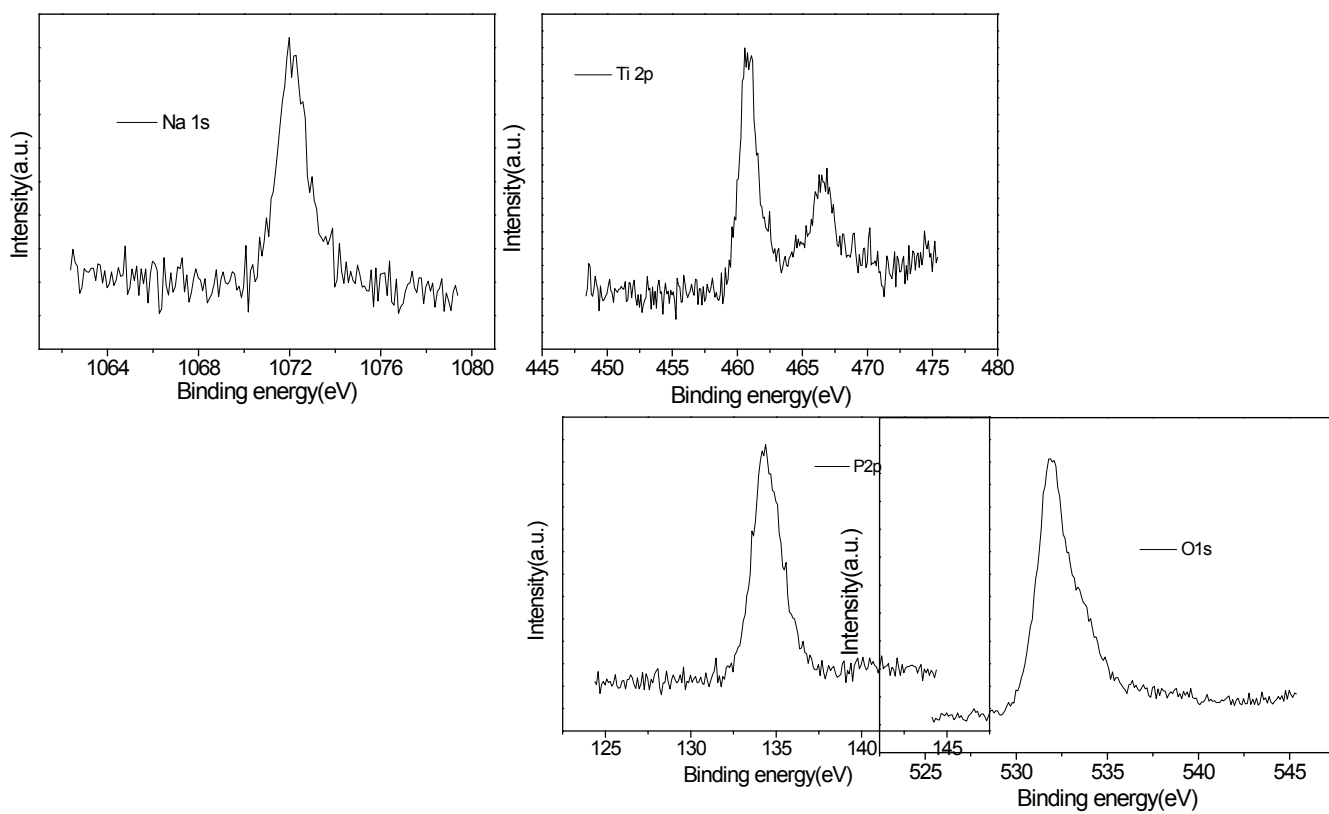 Intensity(a.u.)
Na 1s
1064 1068 1072 1076 1080
Binding energy(eV)
Intensity(a.u.)
Ti 2p
445 450 455 460 465 470 475 480
Binding energy(eV)
Intensity(a.u.)
P2p
125 130 135 140 145
Binding energy(eV)
Intensity(a.u.)
O1s
525 530 535 540 545
Binding energy(eV)